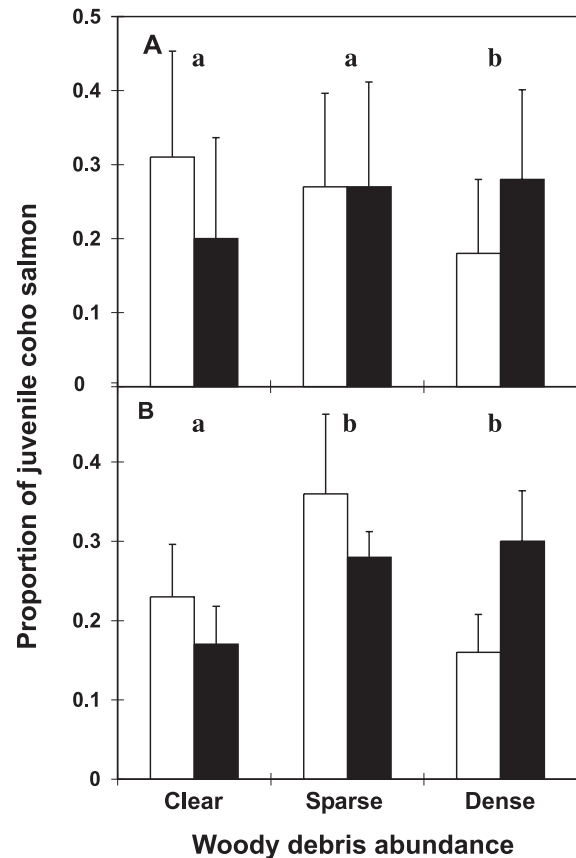 Proportion of juvenile coho salmon
0.5
A
a
a
b
0.4
0.3
0.2
0.1
0
B
a
b
b
0.4
0.3
0.2
0.1
0
Clear Sparse Dense
Woody debris abundance